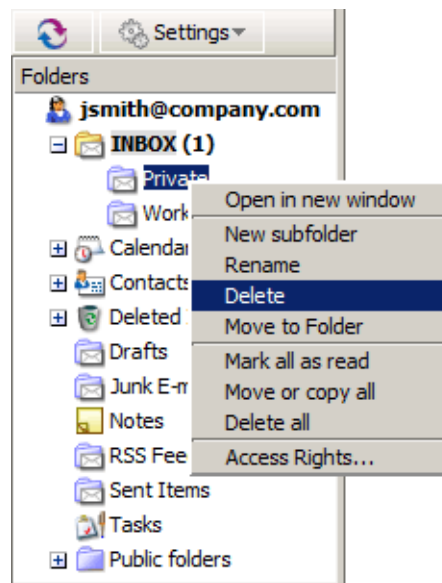 Settings
Folders
jsmith@company.com
INBOX (1)
Private
Work
Calendar
Contacts
Deleted
Drafts
Junk E-m
Notes
RSS Fee
Sent Items
Tasks
Public folders
Open in new window
New subfolder
Rename
Delete
Move to Folder
Mark all as read
Move or copy all
Delete all
Access Rights...